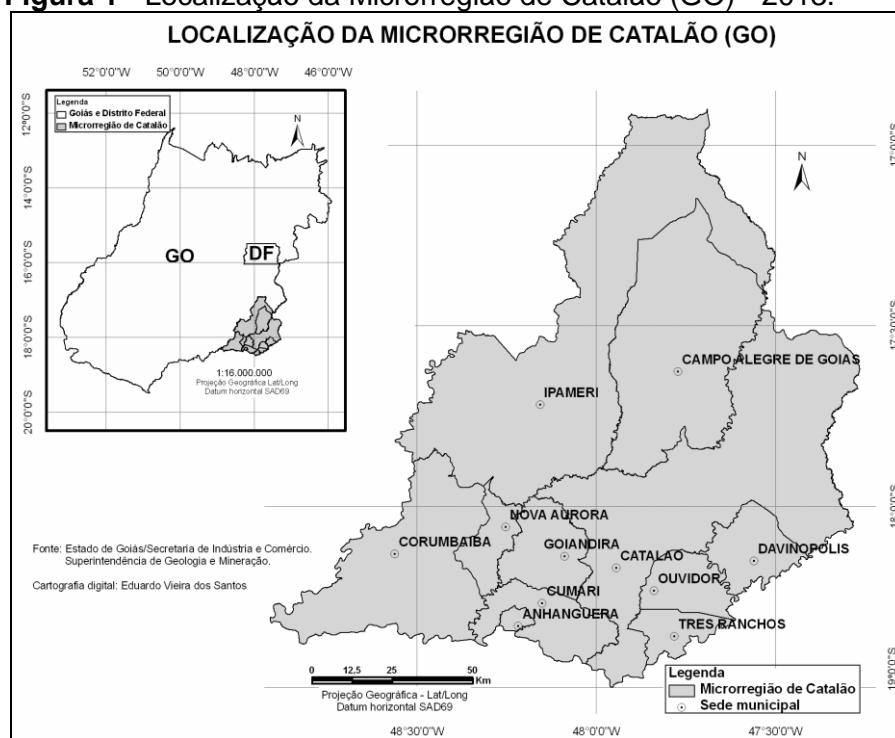 Figura 1 - Localização da Microrregião de Catalão (GO) - 2018.
LOCALIZAÇÃO DA MICRORREGIÃO DE CATALÃO (GO)
52°0'0"W 50°0'0"W 48°0'0"W 46°0'0"W
Legenda
Goiás e Distrito Federal
Microrregião de Catalão
N
12°0'0"S
14°0'0"S
16°0'0"S
18°0'0"S
20°0'0"S
GO
DF
1:16.000.000
Projeção Geográfica Lat/Long
Datum horizontal SAD69
N
17°0'0"S
17°30'0"S
18°0'0"S
19°0'0"S
CAMPO ALEGRE DE GOIAS
IPAMERI
NOVA AURORA
CORUMBAIBA
GOIANDIRA
CATALAO
DAVINOPOLIS
OUVIDOR
CUMARI
ANHANGUERA
TRES RANCHOS
Fonte: Estado de Goiás/Secretaria de Indústria e Comércio.
Superintendência de Geologia e Mineração.
Cartografia digital: Eduardo Vieira dos Santos
0 12,5 25 50
Km
Projeção Geográfica - Lat/Long
Datum horizontal SAD69
Legenda
Microrregião de Catalão
Sede municipal
48°30'0"W 48°0'0"W 47°30'0"W